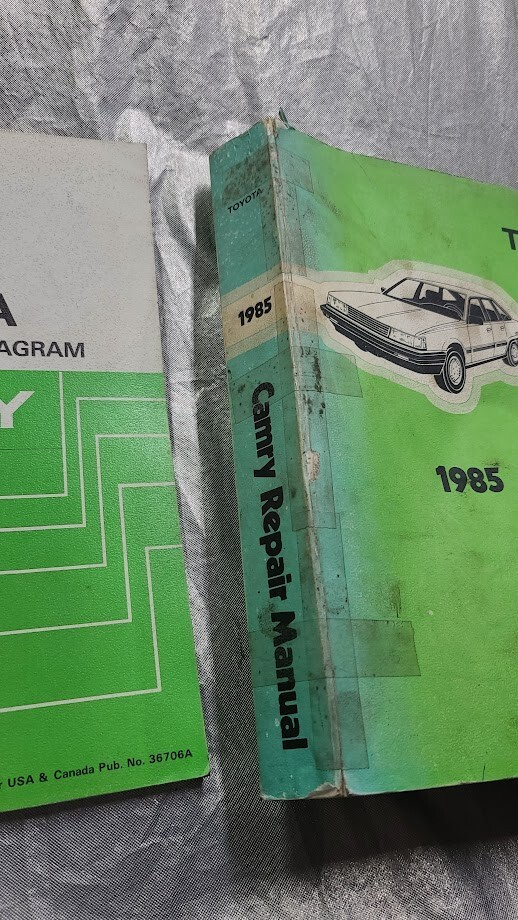 A
AGRAM
Y
USA & Canada Pub. No. 36706A
TOYOTA
1985
Camry Repair Manual
T
1985